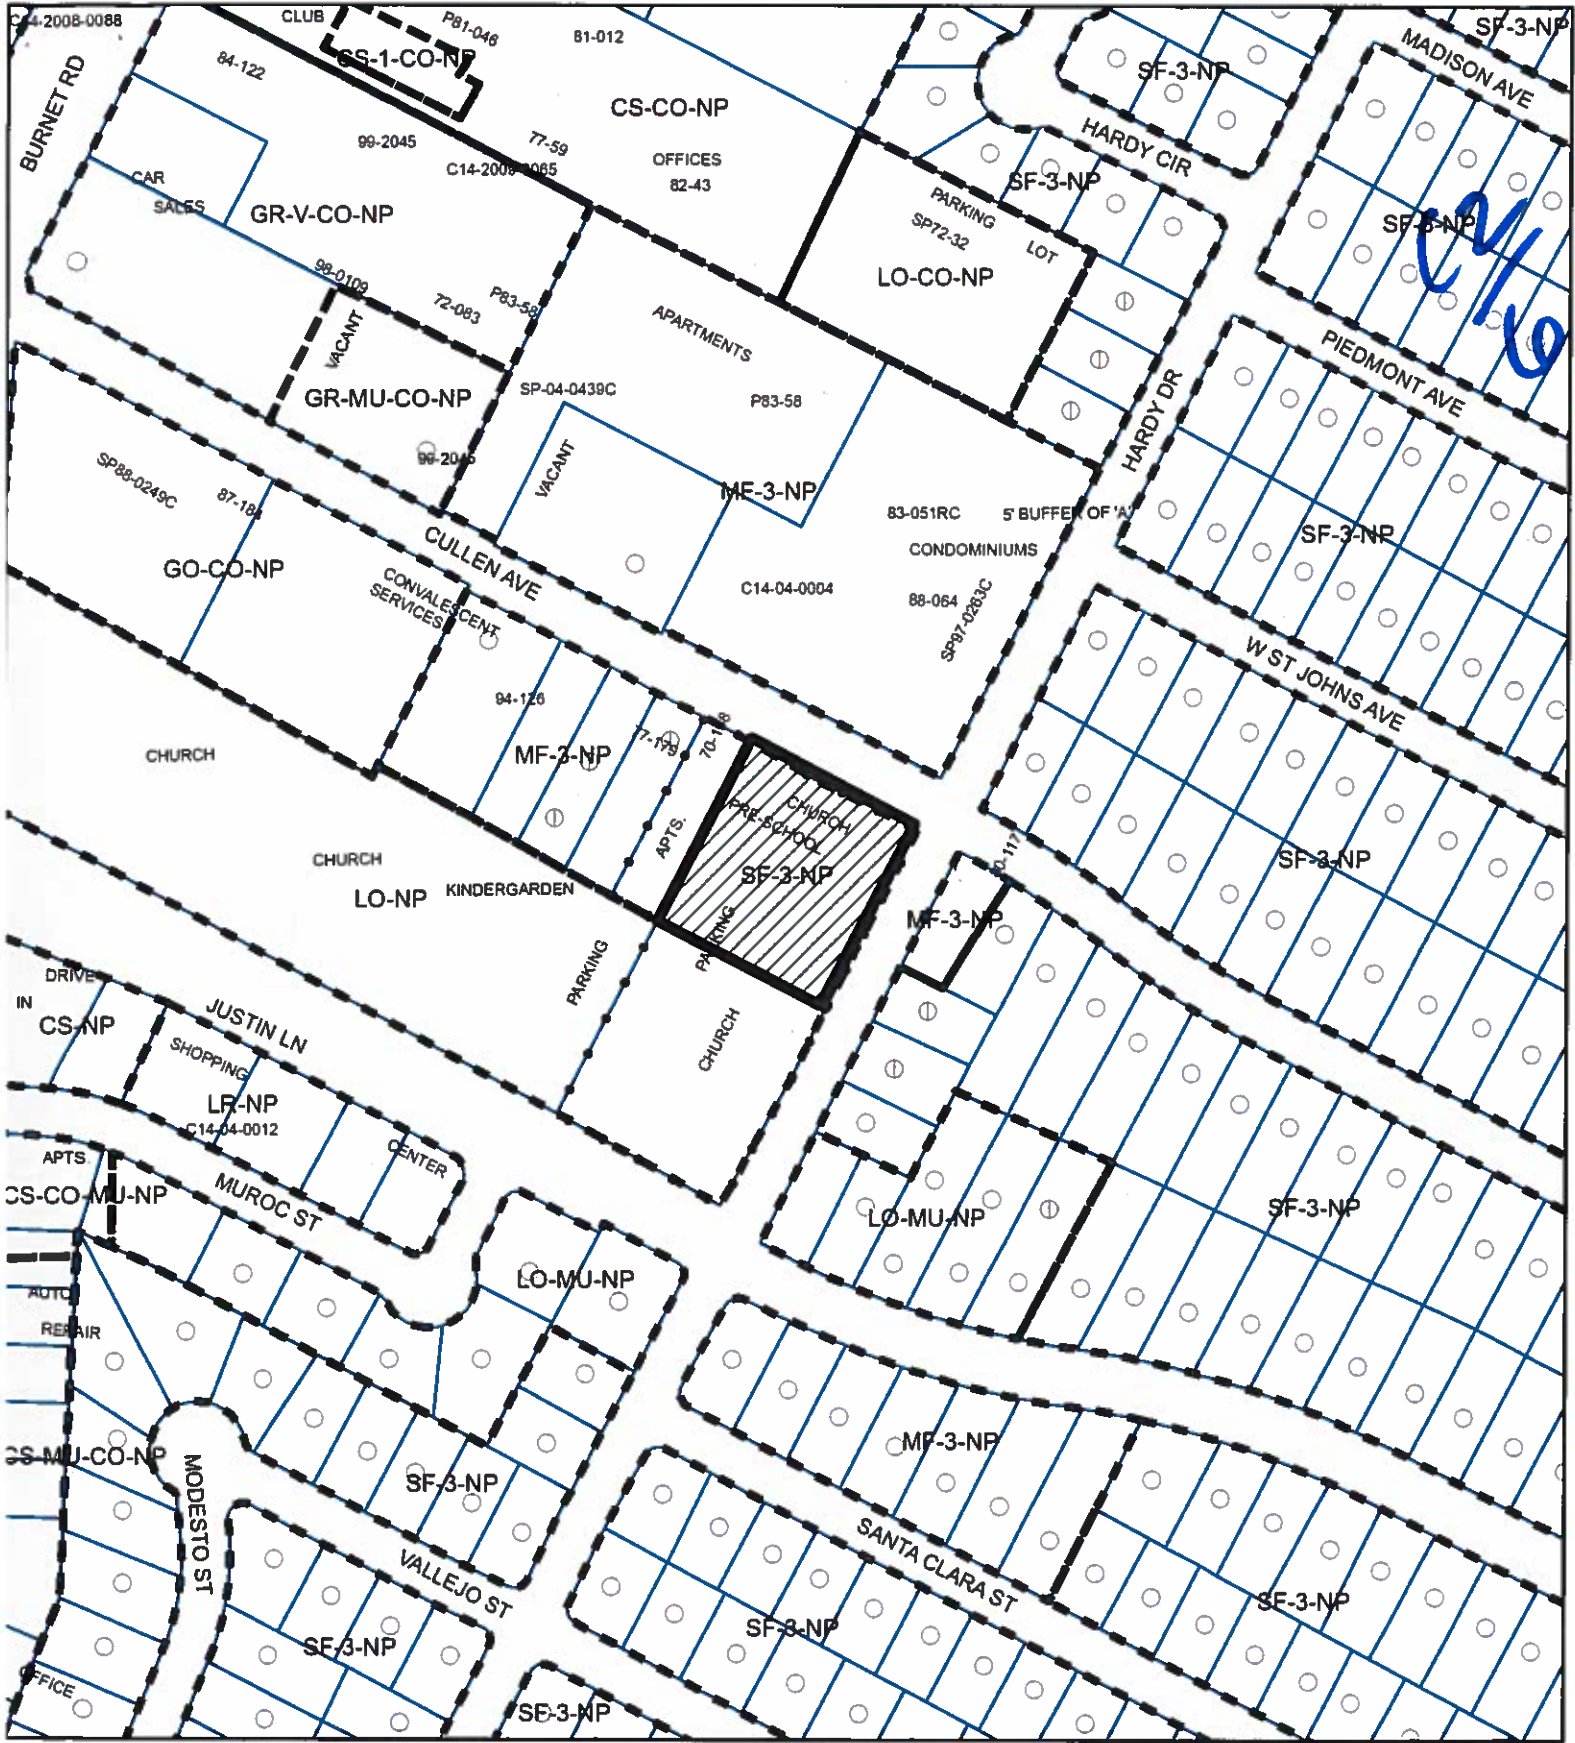 C14-2008-0088
CLUB
P81-046
81-012
SF-3-NP
MADISON AVE
BURNET RD
84-122
CS-1-CO-NP
CS-CO-NP
SF-3-NP
HARDY CIR
99-2045
77-59
OFFICES
82-43
CAR
SALES
GR-V-CO-NP
SF-3-NP
PARKING
LOT
SP72-32
LO-CO-NP
98-0109
72-083
P83-58
VACANT
GR-MU-CO-NP
99-2045
APARTMENTS
P83-58
SP-04-0439C
VACANT
MF-3-NP
HARDY DR
PIEDMONT AVE
SP88-0249C
87-184
GO-CO-NP
CULLEN AVE
CONVALESCENT
SERVICES
83-051RC
5' BUFFER OF 'A'
CONDOMINIUMS
C14-04-0004
88-064
SP97-0263C
SF-3-NP
W ST JOHNS AVE
94-126
MF-3-NP
77-179
CHURCH
APTS.
CHURCH
PRE-SCHOOL
SF-3-NP
PARKING
MF-3-NP
SF-3-NP
CHURCH
LO-NP
KINDERGARDEN
PARKING
CHURCH
DRIVE
IN
CS-NP
JUSTIN LN
SHOPPING
LR-NP
C14-04-0012
CENTER
APTS.
CS-CO-MU-NP
MUROC ST
LO-MU-NP
SF-3-NP
LO-MU-NP
AUTO
REPAIR
CS-MU-CO-NP
MODESTO ST
SF-3-NP
MF-3-NP
VALLEJO ST
SANTA CLARA ST
SF-3-NP
SF-3-NP
SF-3-NP
OFFICE
SF-3-NP